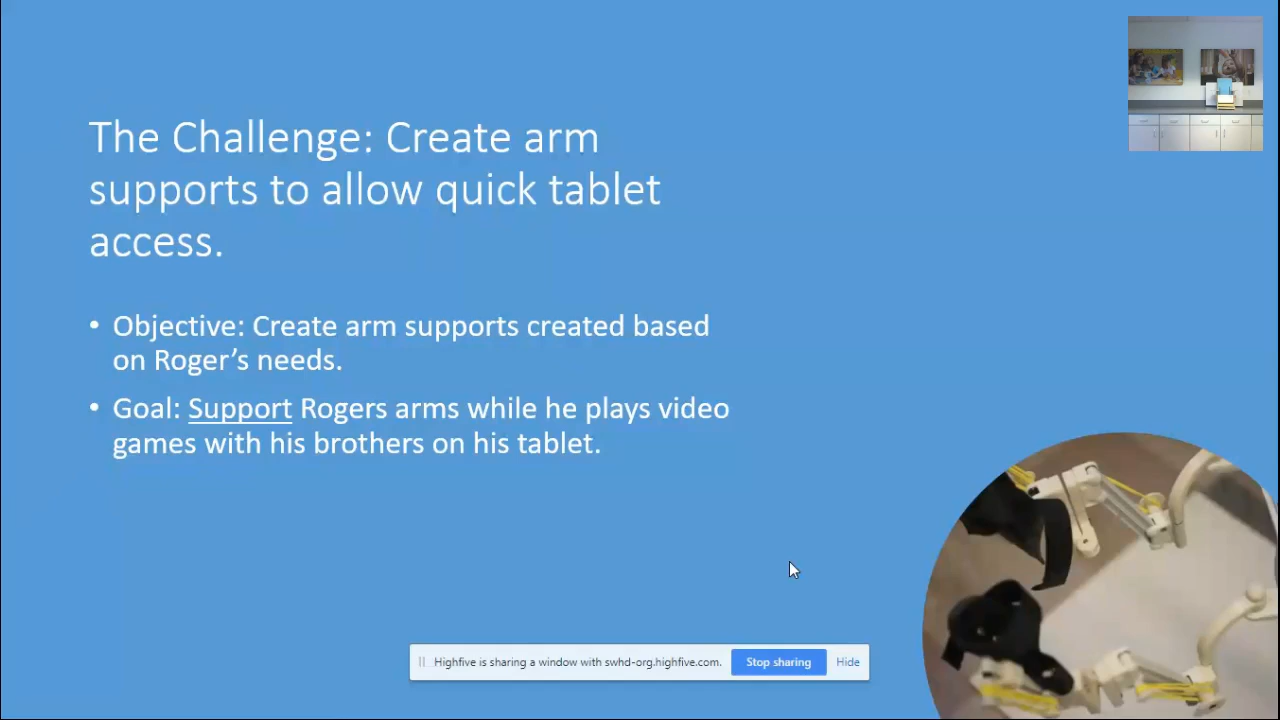 The Challenge: Create arm
supports to allow quick tablet
access.
• Objective: Create arm supports created based
on Roger’s needs.
• Goal: Support Rogers arms while he plays video
games with his brothers on his tablet.
Highfive is sharing a window with swhd-org.highfive.com. Stop sharing Hide